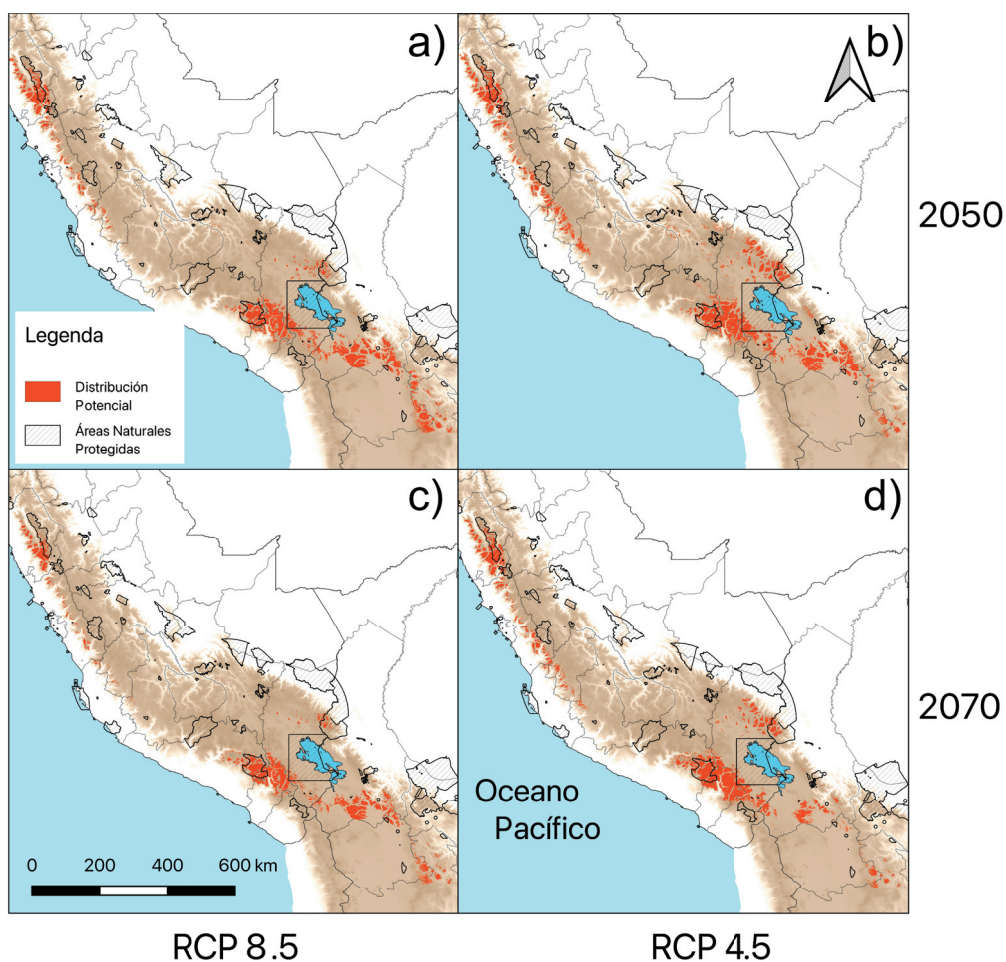 a)
b)
2050
Legenda
Distribución
Potencial
Áreas Naturales
Protegidas
c)
d)
2070
Oceano
Pacífico
0 200 400 600 km
RCP 8.5
RCP 4.5